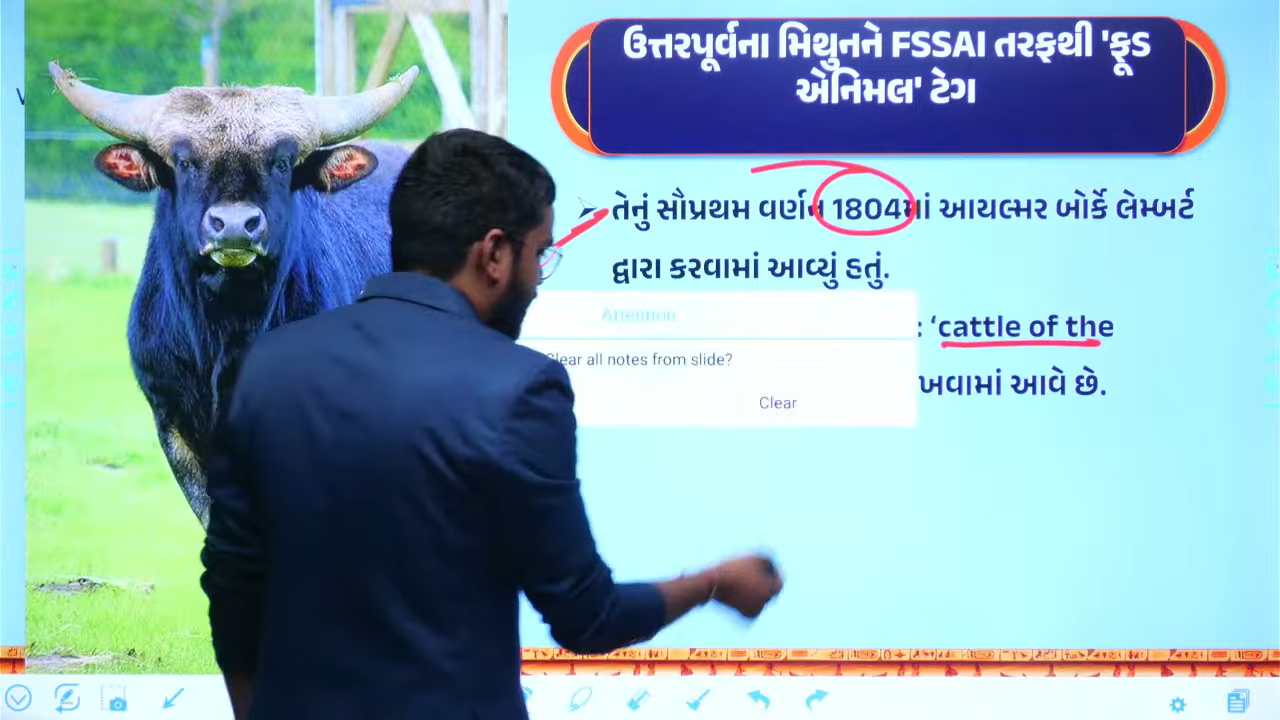 ઉત્તરપૂર્વના મિથુનને FSSAI તરફથી 'ફૂડ
એનિમલ' ટેગ
તેનું સૌપ્રથમ વર્ણન 1804માં આયલ્મર બોર્કે લેમ્બર્ટ
દ્વારા કરવામાં આવ્યું હતું.
Attention
: ‘cattle of the
Clear all notes from slide?
આવે છે.
Clear